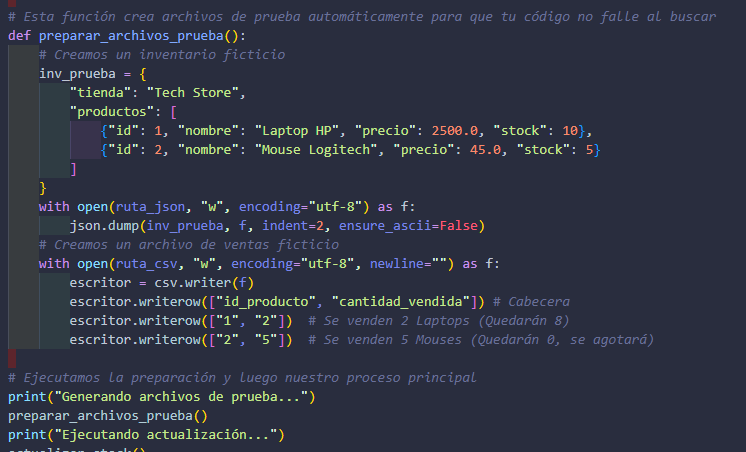 # Esta función crea archivos de prueba automáticamente para que tu código no falle al buscar
def preparar_archivos_prueba():
    # Creamos un inventario ficticio
    inv_prueba = {
        "tienda": "Tech Store",
        "productos": [
            {"id": 1, "nombre": "Laptop HP", "precio": 2500.0, "stock": 10},
            {"id": 2, "nombre": "Mouse Logitech", "precio": 45.0, "stock": 5}
        ]
    }
    with open(ruta_json, "w", encoding="utf-8") as f:
        json.dump(inv_prueba, f, indent=2, ensure_ascii=False)
    # Creamos un archivo de ventas ficticio
    with open(ruta_csv, "w", encoding="utf-8", newline="") as f:
        escritor = csv.writer(f)
        escritor.writerow(["id_producto", "cantidad_vendida"]) # Cabecera
        escritor.writerow(["1", "2"])  # Se venden 2 Laptops (Quedarán 8)
        escritor.writerow(["2", "5"])  # Se venden 5 Mouses (Quedarán 0, se agotará)
# Ejecutamos la preparación y luego nuestro proceso principal
print("Generando archivos de prueba...")
preparar_archivos_prueba()
print("Ejecutando actualización...")